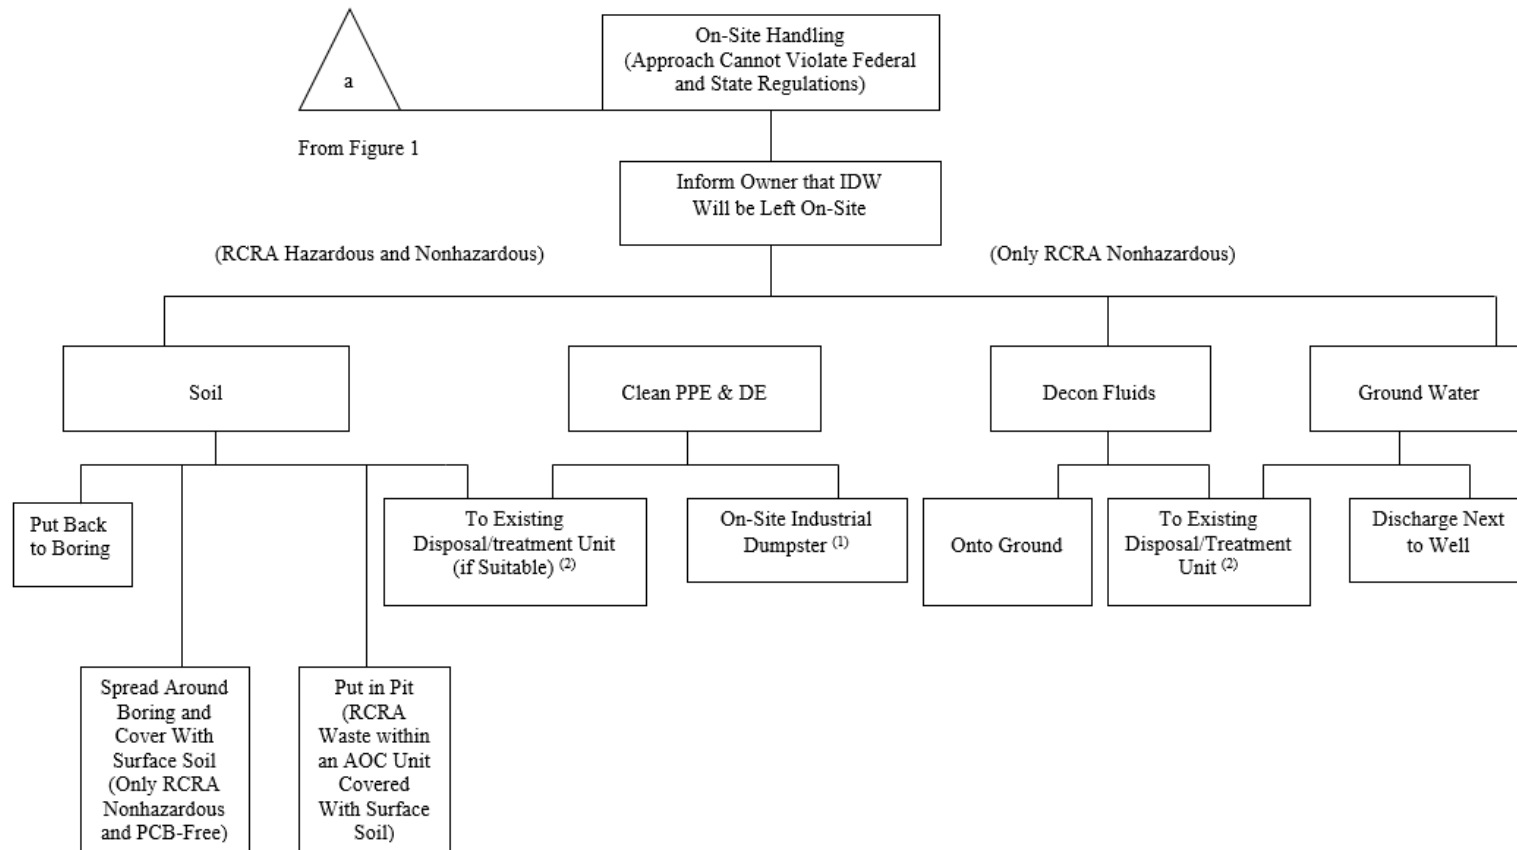 a
On-Site Handling
(Approach Cannot Violate Federal
and State Regulations)
From Figure 1
Inform Owner that IDW
Will be Left On-Site
(RCRA Hazardous and Nonhazardous)
(Only RCRA Nonhazardous)
Soil
Clean PPE & DE
Decon Fluids
Ground Water
Put Back
to Boring
To Existing
Disposal/treatment Unit
(if Suitable) (2)
On-Site Industrial
Dumpster (1)
Onto Ground
To Existing
Disposal/Treatment
Unit (2)
Discharge Next
to Well
Spread Around
Boring and
Cover With
Surface Soil
(Only RCRA
Nonhazardous
and PCB-Free)
Put in Pit
(RCRA
Waste within
an AOC Unit
Covered
With Surface
Soil)